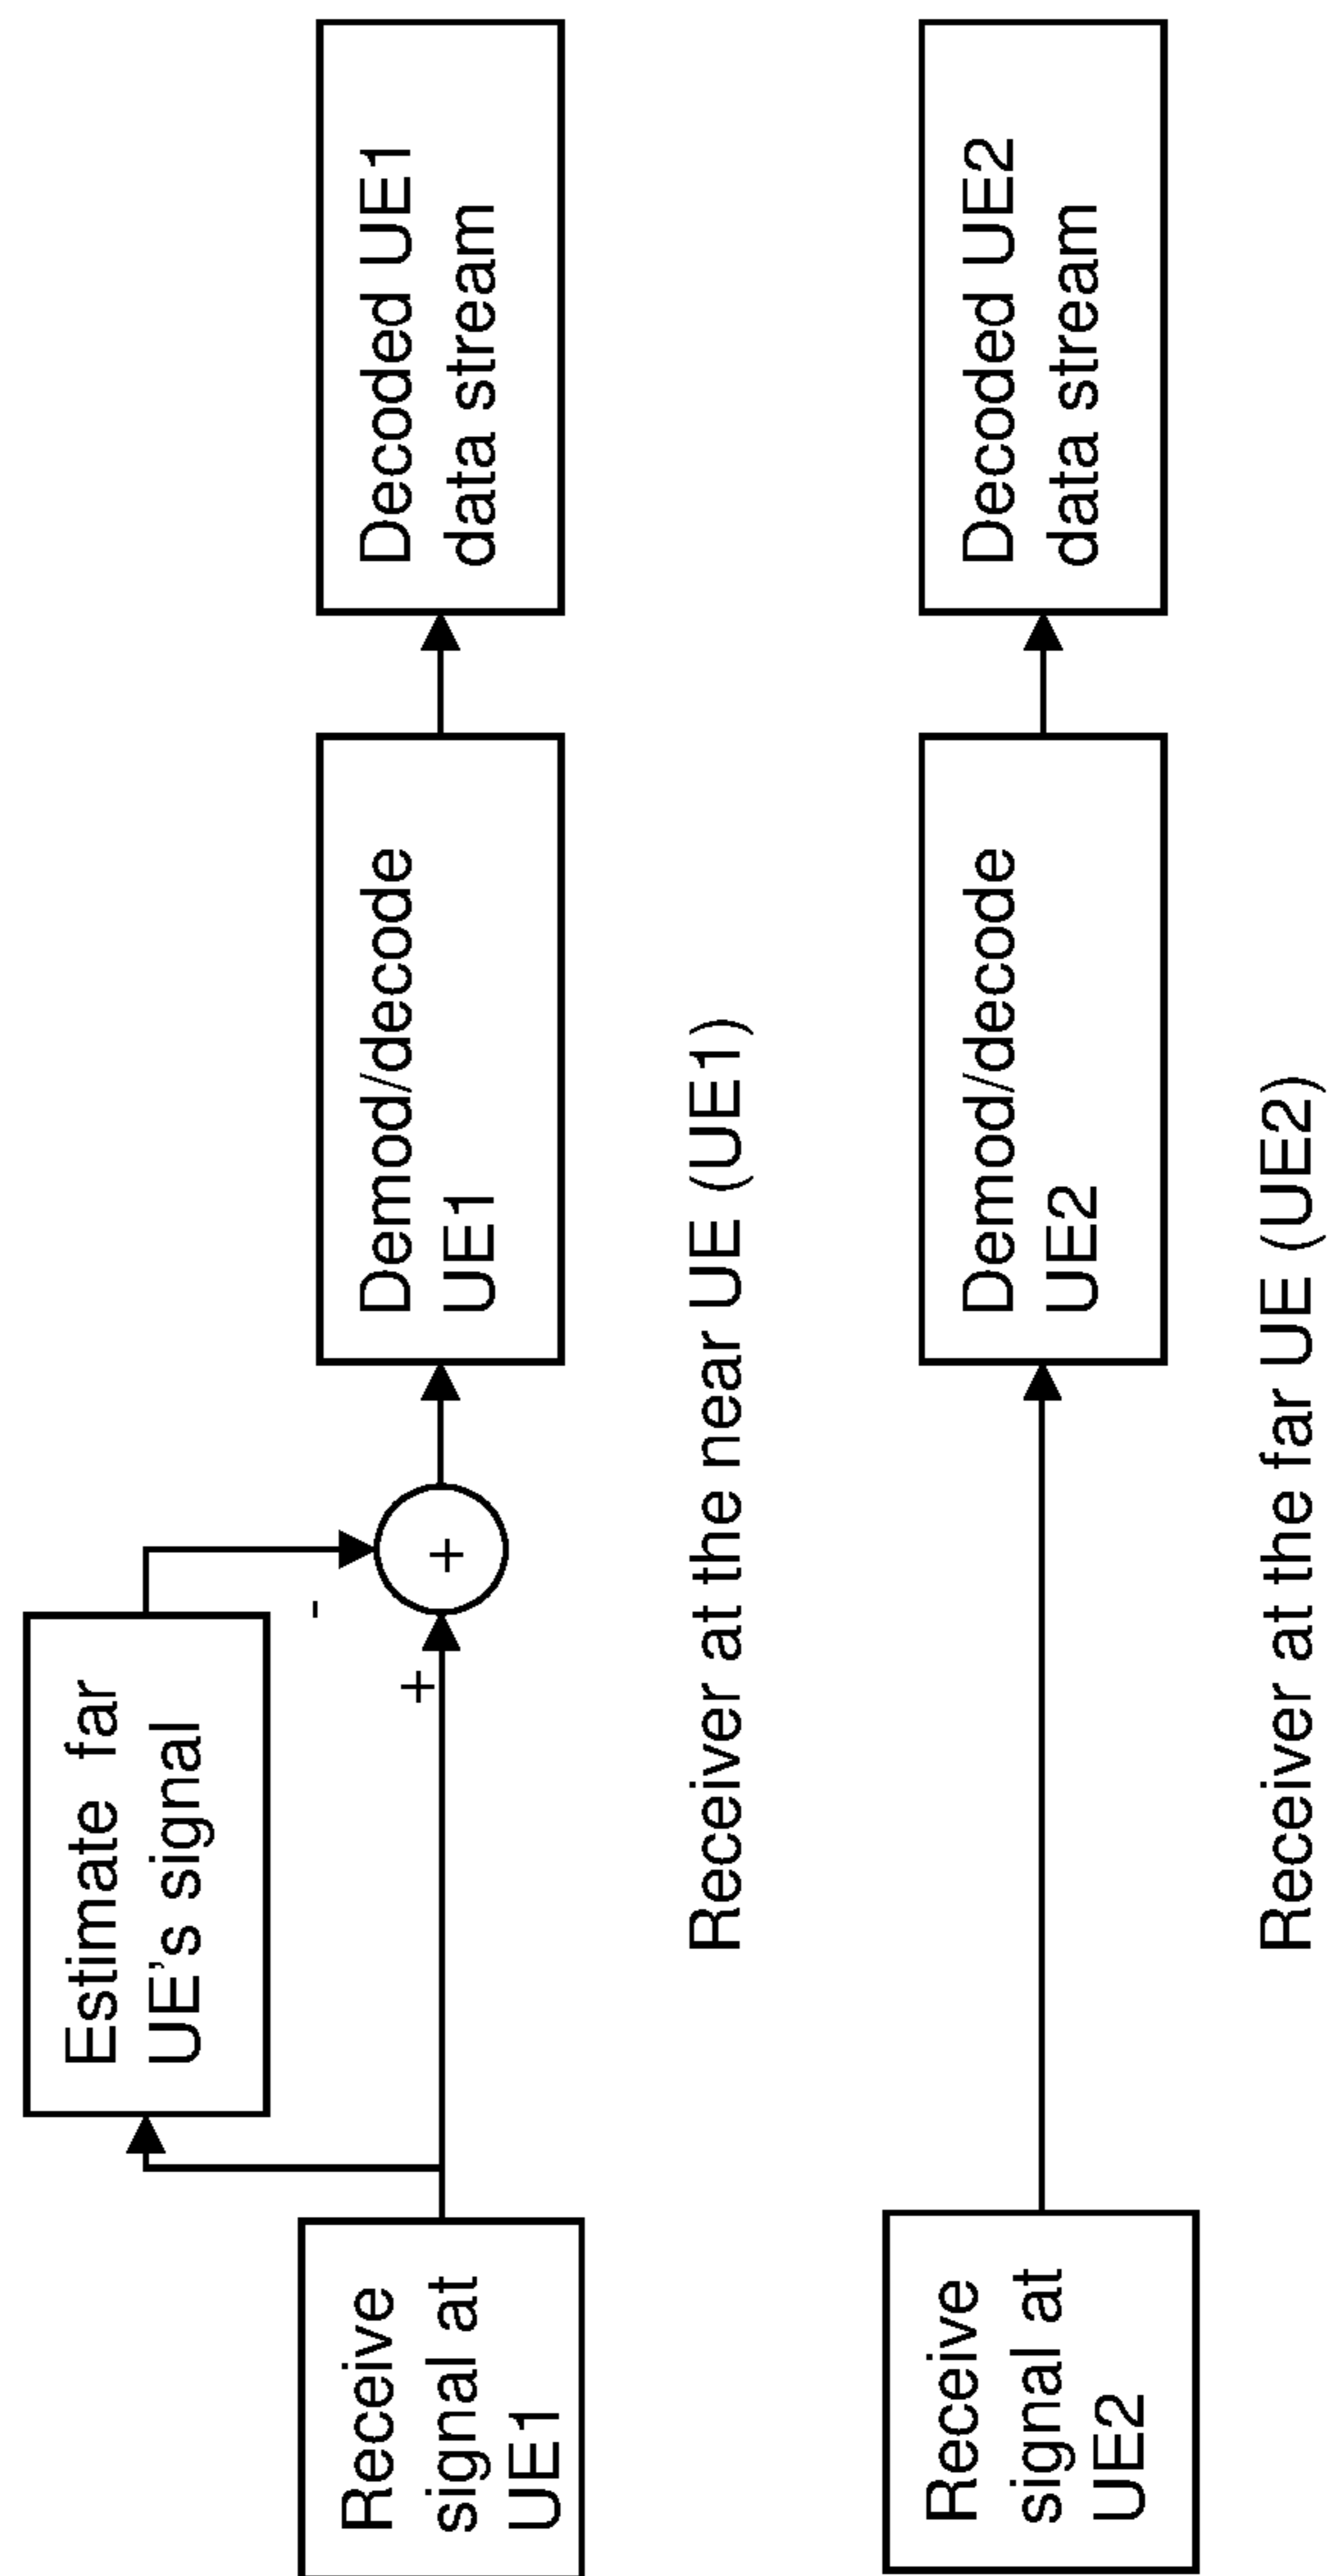 Estimate far
UE's signal
Receive
signal at
UE1
+
-
+
Demod/decode
UE1
Decoded UE1
data stream
Receiver at the near UE (UE1)
Receive
signal at
UE2
Demod/decode
UE2
Decoded UE2
data stream
Receiver at the far UE (UE2)